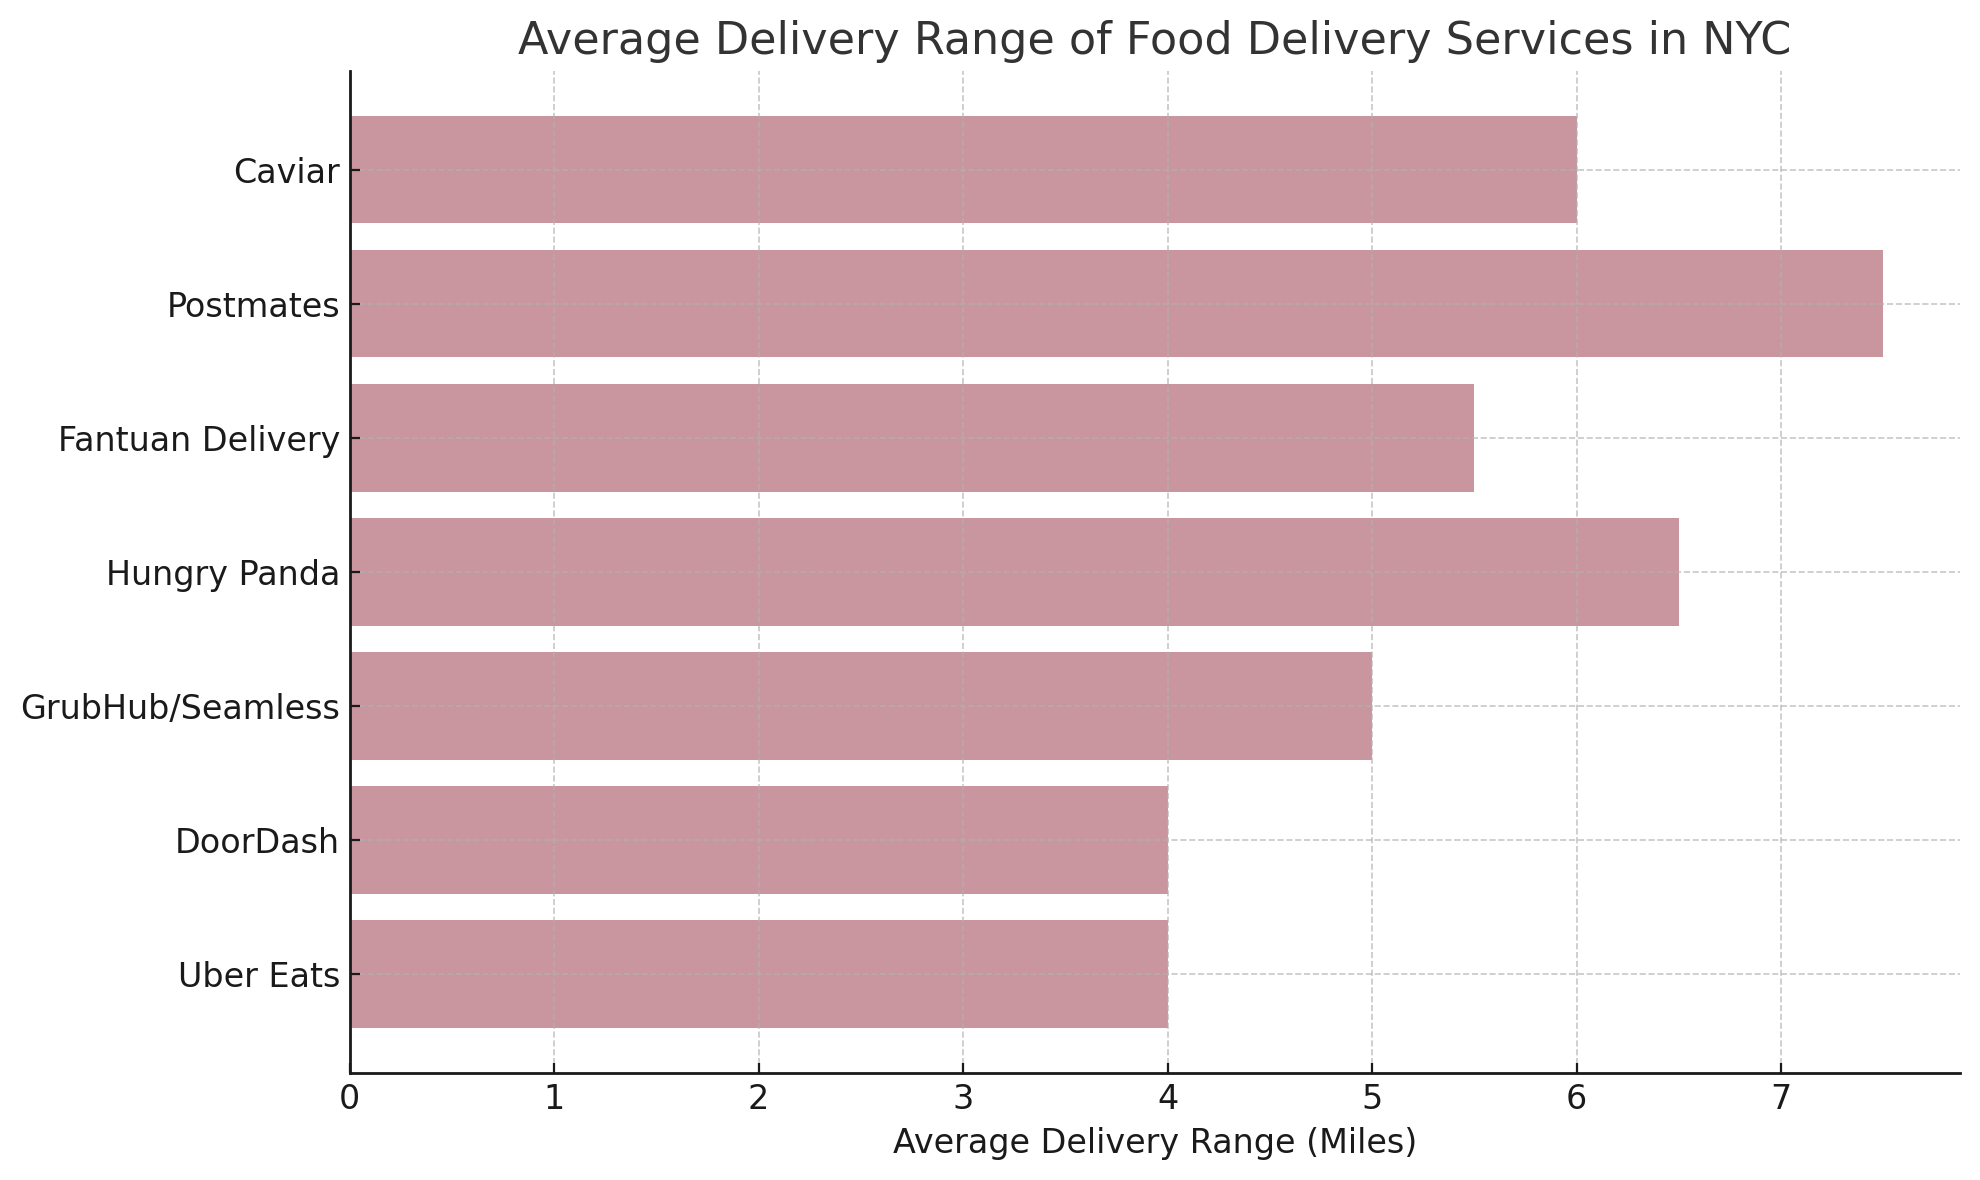 Average Delivery Range of Food Delivery Services in NYC
Caviar
Postmates
Fantuan Delivery
Hungry Panda
GrubHub/Seamless
DoorDash
Uber Eats
0 1 2 3 4 5 6 7
Average Delivery Range (Miles)